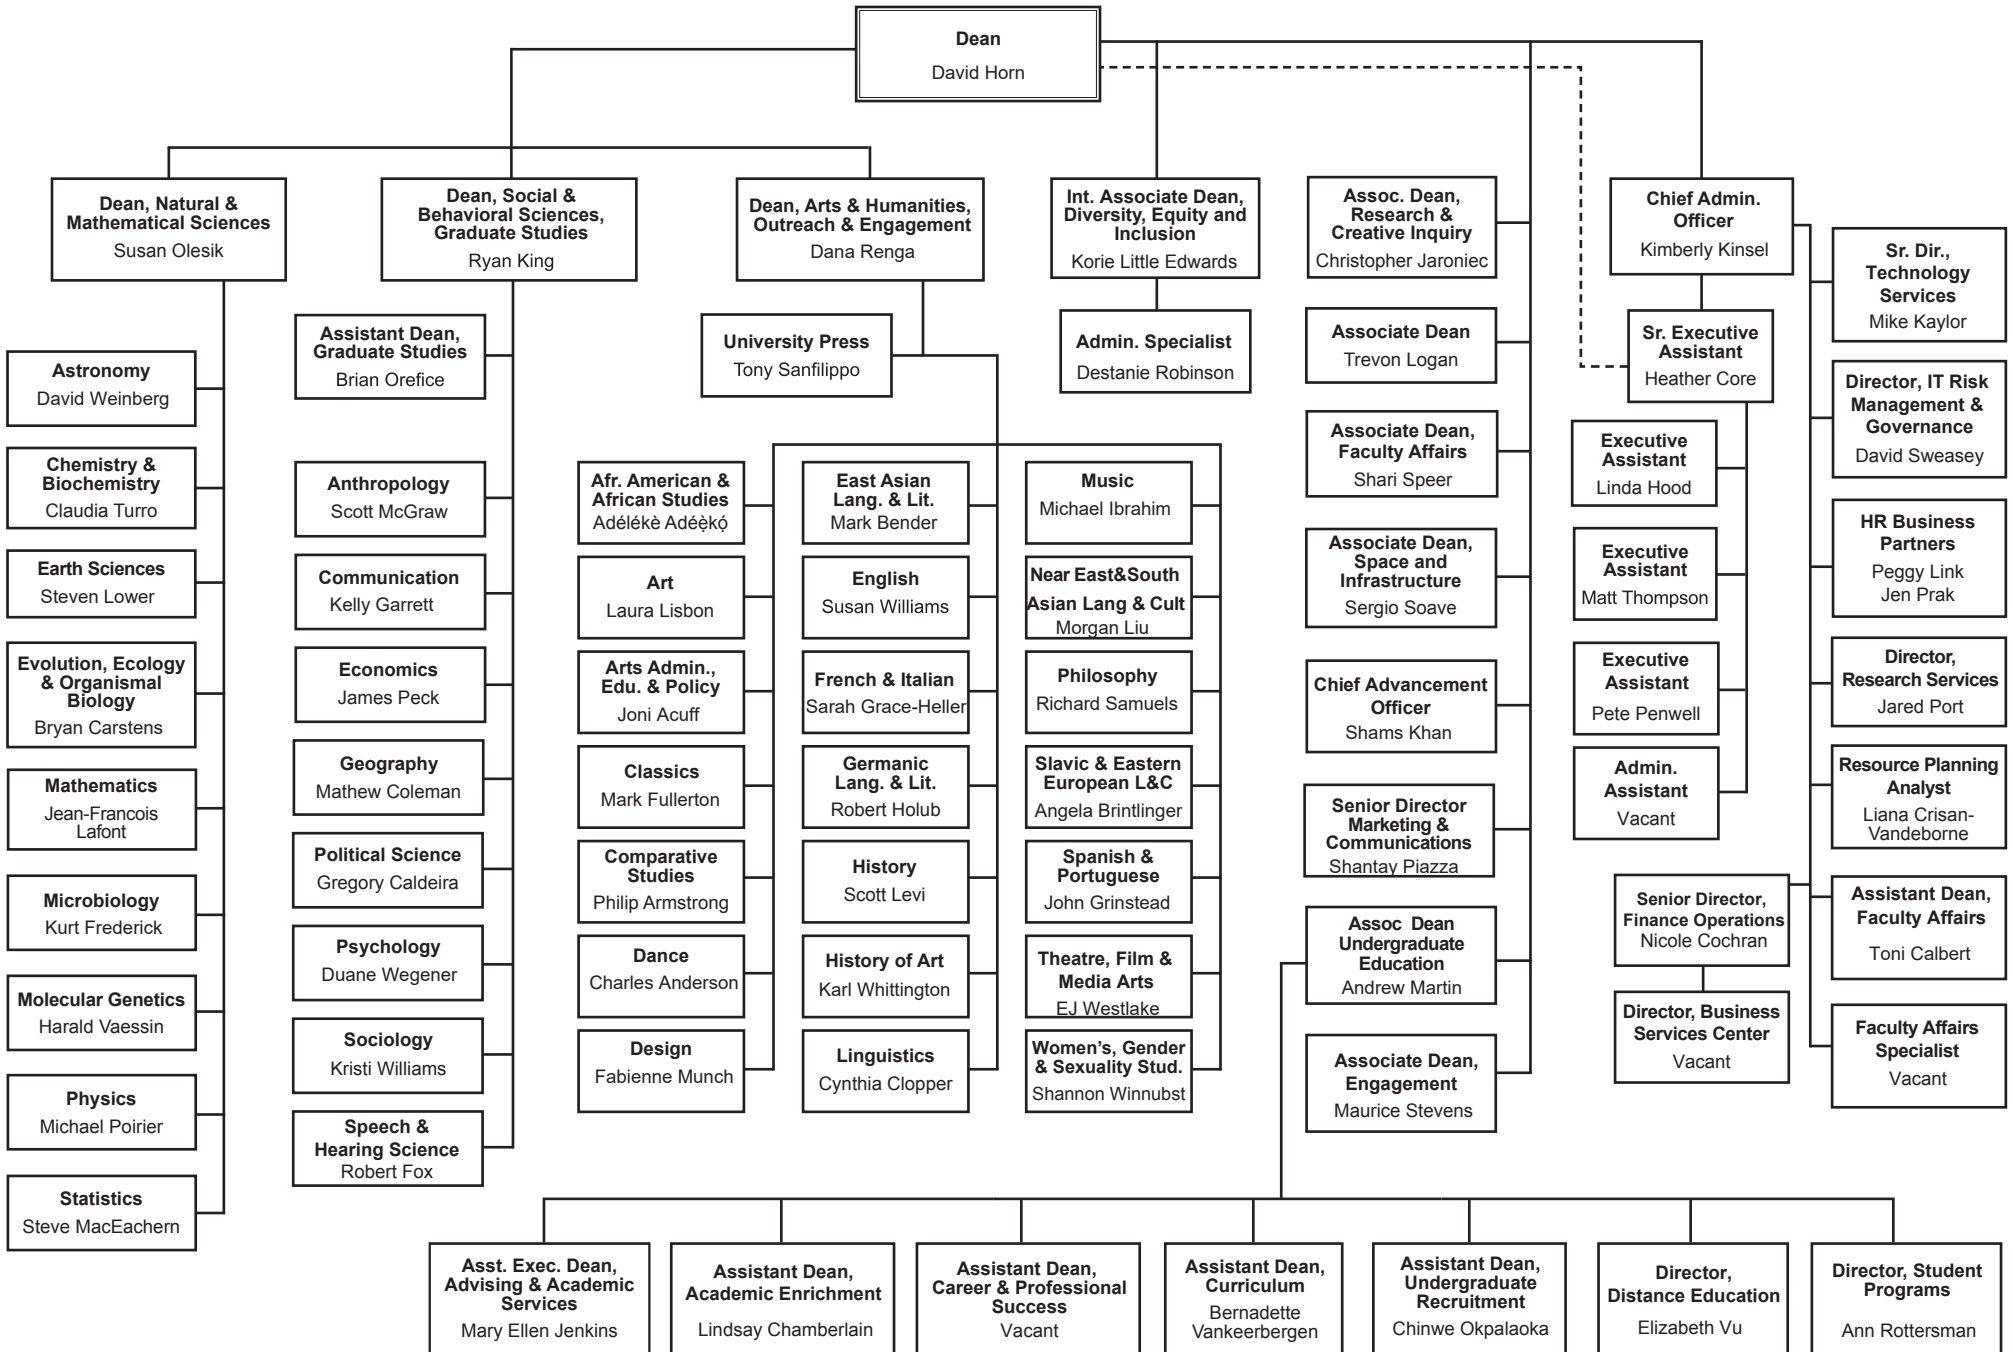 Dean
David Horn
Dean, Natural &
Mathematical Sciences
Susan Olesik
Dean, Social &
Behavioral Sciences,
Graduate Studies
Ryan King
Dean, Arts & Humanities,
Outreach & Engagement
Dana Renga
Int. Associate Dean,
Diversity, Equity and
Inclusion
Korie Little Edwards
Assoc. Dean,
Research &
Creative Inquiry
Christopher Jaroniec
Chief Admin.
Officer
Kimberly Kinsel
Astronomy
David Weinberg
Chemistry &
Biochemistry
Claudia Turro
Earth Sciences
Steven Lower
Evolution, Ecology
& Organismal
Biology
Bryan Carstens
Mathematics
Jean-Francois
Lafont
Microbiology
Kurt Frederick
Molecular Genetics
Harald Vaessin
Physics
Michael Poirier
Statistics
Steve MacEachern
Assistant Dean,
Graduate Studies
Brian Orefice
Anthropology
Scott McGraw
Communication
Kelly Garrett
Economics
James Peck
Geography
Mathew Coleman
Political Science
Gregory Caldeira
Psychology
Duane Wegener
Sociology
Kristi Williams
Speech &
Hearing Science
Robert Fox
University Press
Tony Sanfilippo
Afr. American &
African Studies
Adélékè Adéẹ̀kọ́
Art
Laura Lisbon
Arts Admin.,
Edu. & Policy
Joni Acuff
Classics
Mark Fullerton
Comparative
Studies
Philip Armstrong
Dance
Charles Anderson
Design
Fabienne Munch
East Asian
Lang. & Lit.
Mark Bender
English
Susan Williams
French & Italian
Sarah Grace-Heller
Germanic
Lang. & Lit.
Robert Holub
History
Scott Levi
History of Art
Karl Whittington
Linguistics
Cynthia Clopper
Music
Michael Ibrahim
Near East&South
Asian Lang & Cult
Morgan Liu
Philosophy
Richard Samuels
Slavic & Eastern
European L&C
Angela Brintlinger
Spanish &
Portuguese
John Grinstead
Theatre, Film &
Media Arts
EJ Westlake
Women's, Gender
& Sexuality Stud.
Shannon Winnubst
Admin. Specialist
Destanie Robinson
Associate Dean
Trevon Logan
Associate Dean,
Faculty Affairs
Shari Speer
Associate Dean,
Space and
Infrastructure
Sergio Soave
Chief Advancement
Officer
Shams Khan
Senior Director
Marketing &
Communications
Shantay Piazza
Assoc Dean
Undergraduate
Education
Andrew Martin
Associate Dean,
Engagement
Maurice Stevens
Sr. Executive
Assistant
Heather Core
Executive
Assistant
Linda Hood
Executive
Assistant
Matt Thompson
Executive
Assistant
Pete Penwell
Admin.
Assistant
Vacant
Senior Director,
Finance Operations
Nicole Cochran
Director, Business
Services Center
Vacant
Sr. Dir.,
Technology
Services
Mike Kaylor
Director, IT Risk
Management &
Governance
David Sweasey
HR Business
Partners
Peggy Link
Jen Prak
Director,
Research Services
Jared Port
Resource Planning
Analyst
Liana Crisan-
Vandeborne
Assistant Dean,
Faculty Affairs
Toni Calbert
Faculty Affairs
Specialist
Vacant
Asst. Exec. Dean,
Advising & Academic
Services
Mary Ellen Jenkins
Assistant Dean,
Academic Enrichment
Lindsay Chamberlain
Assistant Dean,
Career & Professional
Success
Vacant
Assistant Dean,
Curriculum
Bernadette
Vankeerbergen
Assistant Dean,
Undergraduate
Recruitment
Chinwe Okpalaoka
Director,
Distance Education
Elizabeth Vu
Director, Student
Programs
Ann Rottersman